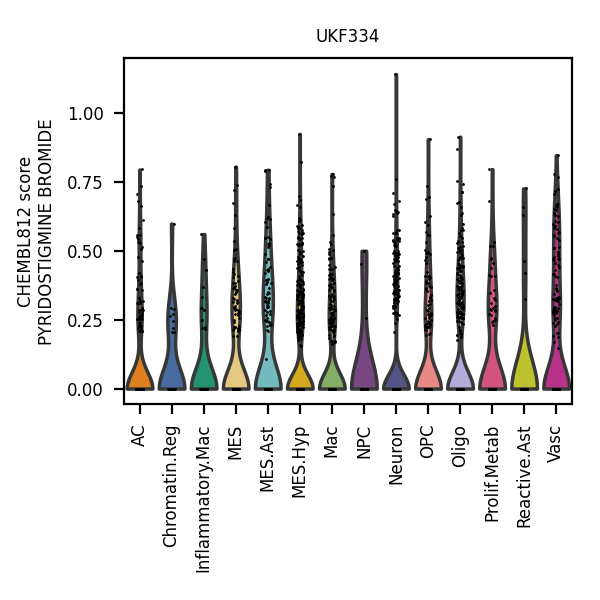 UKF334
CHEMBL812 score
PYRIDOSTIGMINE BROMIDE
1.00
0.75
0.50
0.25
0.00
AC
Chromatin.Reg
Inflammatory.Mac
MES
MES.Ast
MES.Hyp
Mac
NPC
Neuron
OPC
Oligo
Prolif.Metab
Reactive.Ast
Vasc